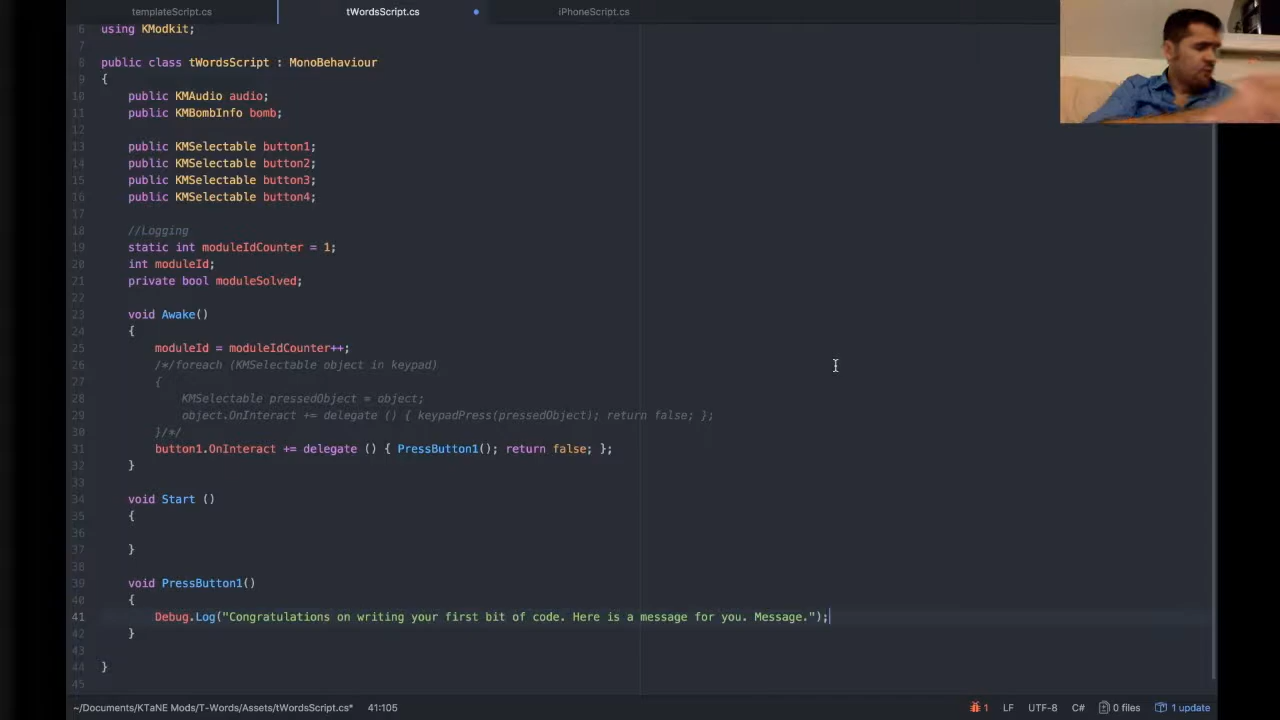 templateScript.cs
tWordsScript.cs
iPhoneScript.cs
6 using KModkit;
7
8 public class tWordsScript : MonoBehaviour
9 {
10 public KMAudio audio;
11 public KMBombInfo bomb;
12
13 public KMSelectable button1;
14 public KMSelectable button2;
15 public KMSelectable button3;
16 public KMSelectable button4;
17
18 //Logging
19 static int moduleIdCounter = 1;
20 int moduleId;
21 private bool moduleSolved;
22
23 void Awake()
24 {
25 moduleId = moduleIdCounter++;
26 /*/foreach (KMSelectable object in keypad)
27 {
28 KMSelectable pressedObject = object;
29 object.OnInteract += delegate () { keypadPress(pressedObject); return false; };
30 }/*/
31 button1.OnInteract += delegate () { PressButton1(); return false; };
32 }
33
34 void Start ()
35 {
36
37 }
38
39 void PressButton1()
40 {
41 Debug.Log("Congratulations on writing your first bit of code. Here is a message for you. Message.");
42 }
43
44 }
45
~/Documents/KTaNE Mods/T-Words/Assets/tWordsScript.cs* 41:105 1 LF UTF-8 C# 0 files 1 update